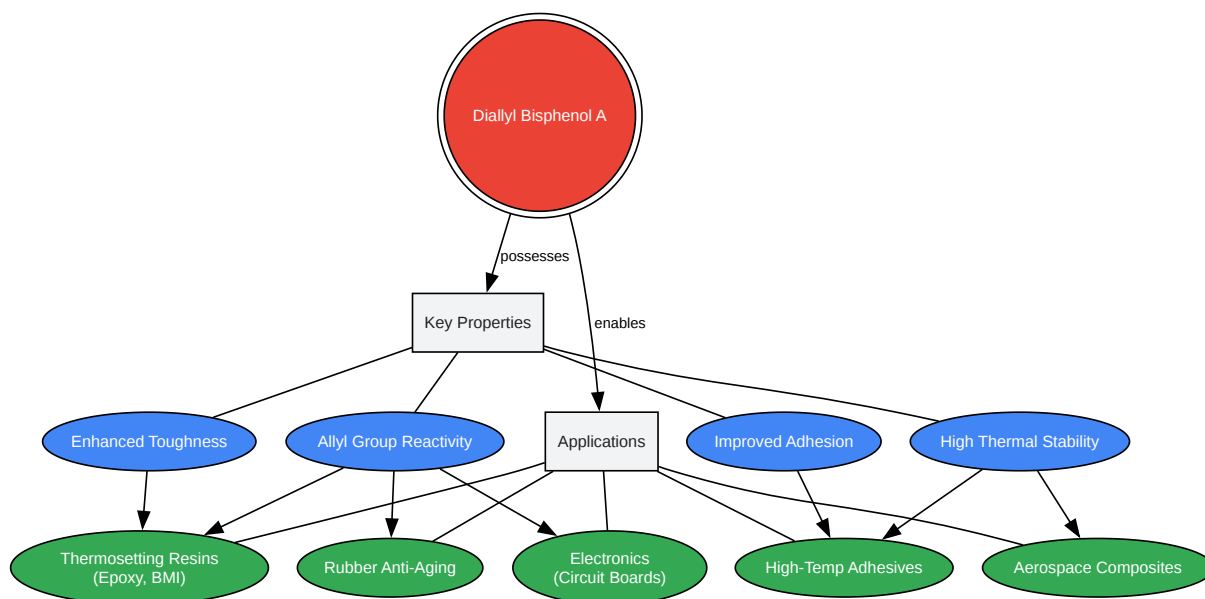 Diallyl Bisphenol A
possesses
Key Properties
enables
Enhanced Toughness
Allyl Group Reactivity
Applications
Improved Adhesion
High Thermal Stability
Thermosetting Resins
(Epoxy, BMI)
Rubber Anti-Aging
Electronics
(Circuit Boards)
High-Temp Adhesives
Aerospace Composites